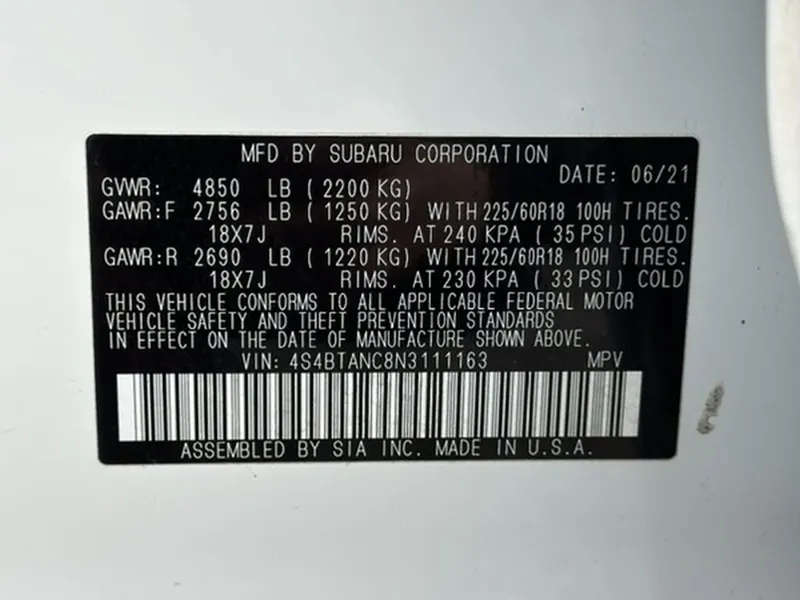 MFD BY SUBARU CORPORATION
DATE: 06/21
GVWR: 4850 LB (2200 KG)
GAWR:F 2756 LB (1250 KG) WITH 225/60R18 100H TIRES.
18X7J RIMS. AT 240 KPA (35 PSI) COLD
GAWR:R 2690 LB (1220 KG) WITH 225/60R18 100H TIRES.
18X7J RIMS. AT 230 KPA (33 PSI) COLD
THIS VEHICLE CONFORMS TO ALL APPLICABLE FEDERAL MOTOR
VEHICLE SAFETY AND THEFT PREVENTION STANDARDS
IN EFFECT ON THE DATE OF MANUFACTURE SHOWN ABOVE.
VIN: 4S4BTANC8N3111163 MPV
ASSEMBLED BY SIA INC. MADE IN U.S.A.